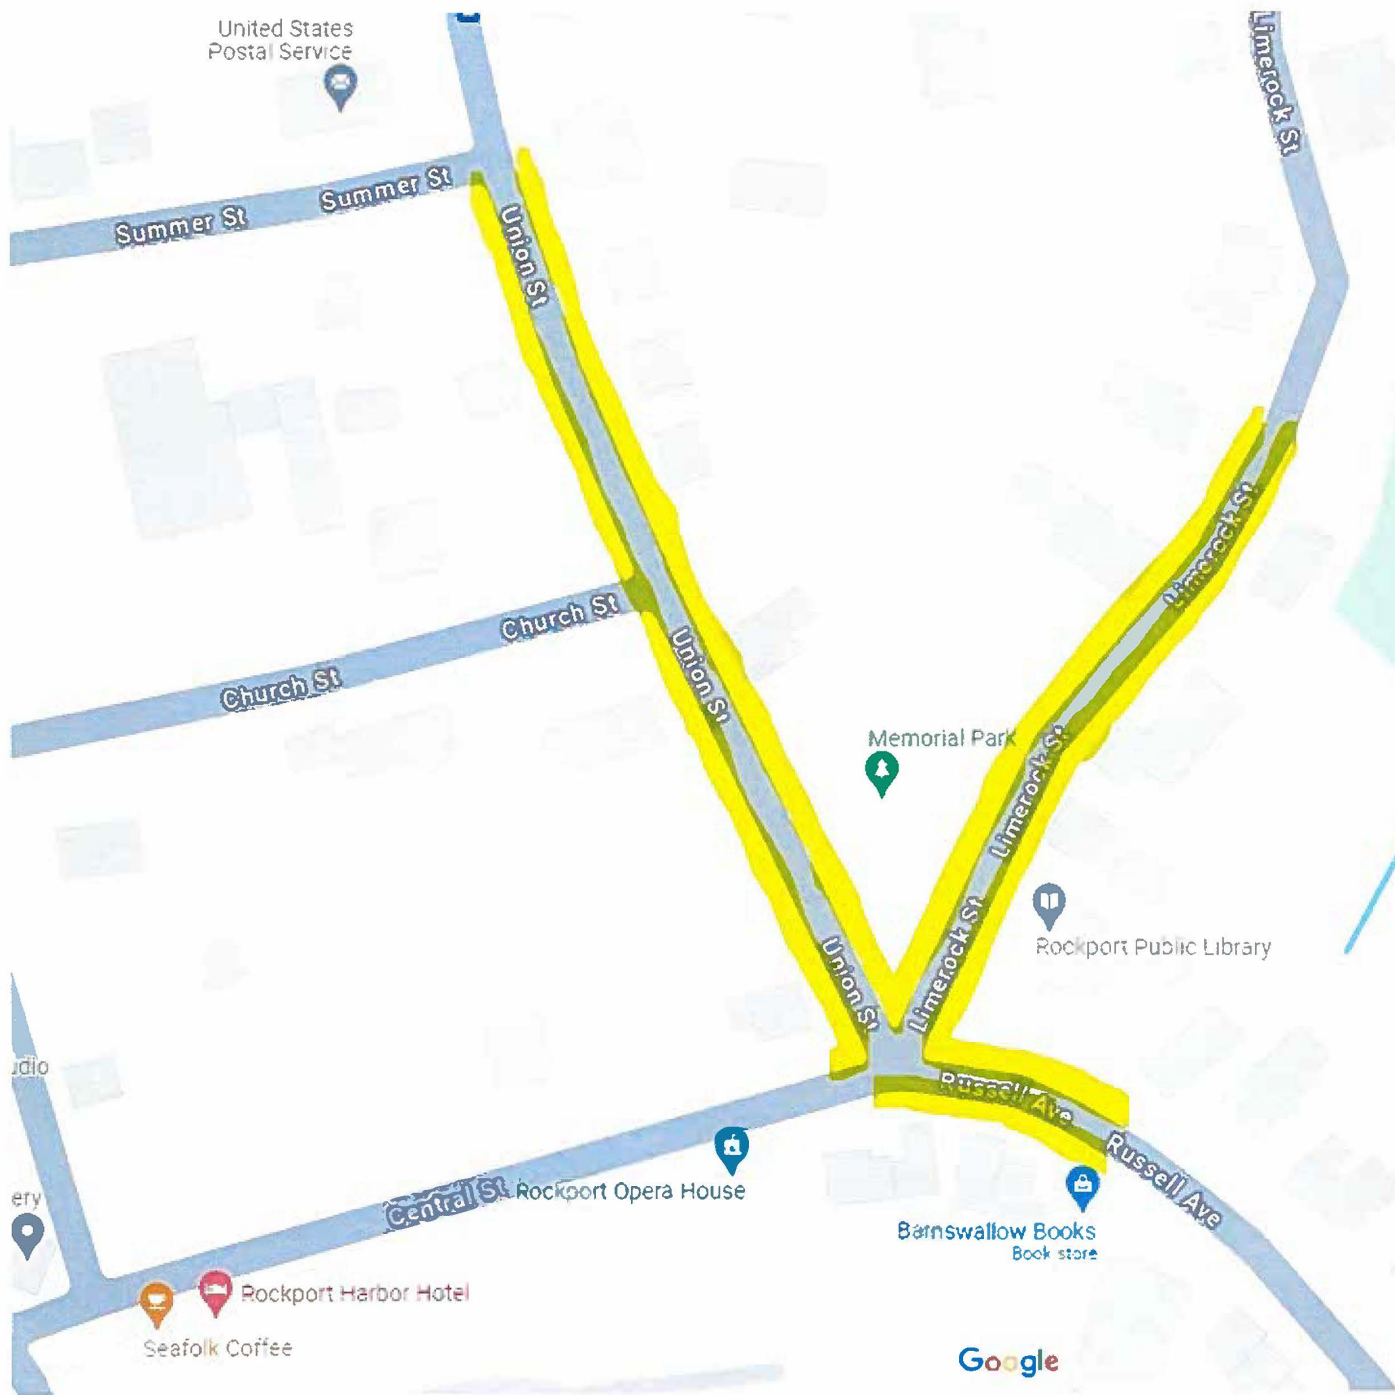 United States
Postal Service
Limerock St
Summer St
Summer St
Union St
Limerock St
Church St
Church St
Union St
Memorial Park
Limerock St
Rockport Public Library
Limerock St
Union St
udio
Russell Ave
Russell Ave
ery
Central St
Rockport Opera House
Barnswallow Books
Book store
Rockport Harbor Hotel
Seafolk Coffee
Google